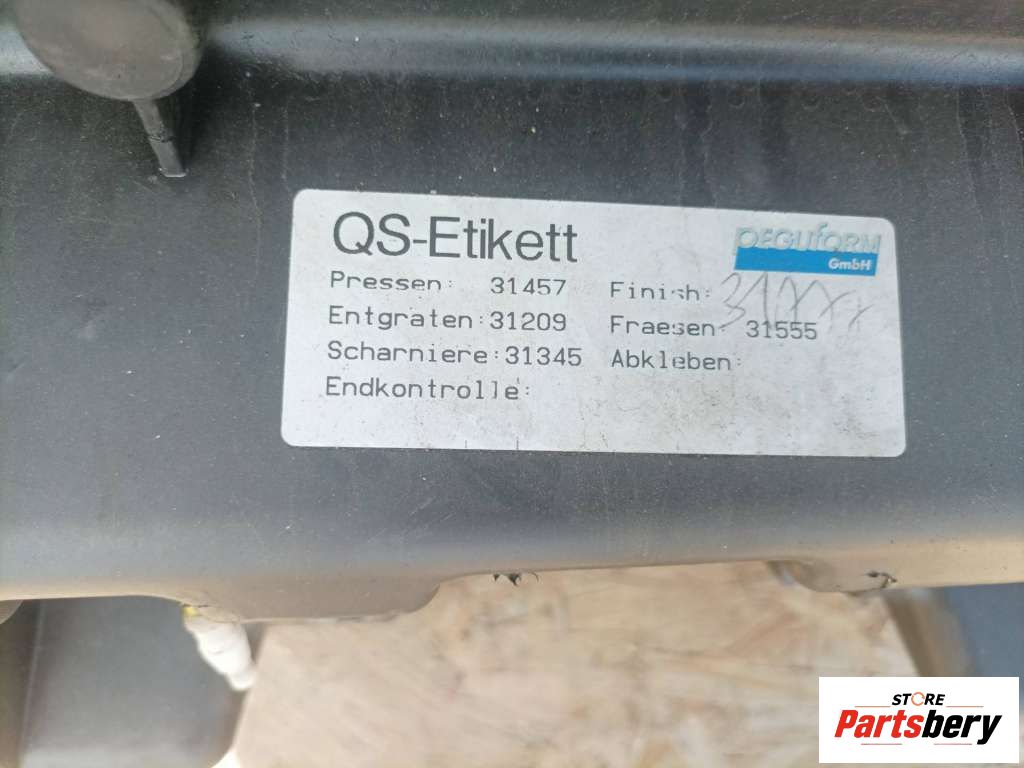 QS-Etikett
PEGUFORM
GmbH
Pressen: 31457 Finish:
Entgraten: 31209 Fraesen: 31555
Scharniere: 31345 Abkleben:
Endkontrolle:
STORE
Partsbery